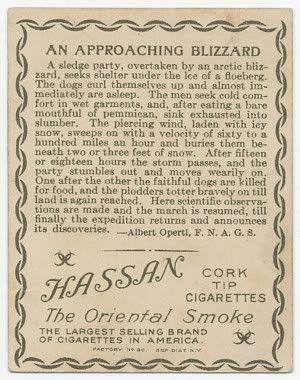 AN APPROACHING BLIZZARD
A sledge party, overtaken by an arctic bliz-
zard, seeks shelter under the lee of a floeberg.
The dogs curl themselves up and almost im-
mediately are asleep. The men seek cold com-
fort in wet garments, and, after eating a bare
mouthful of pemmican, sink exhausted into
slumber. The piercing wind, laden with icy
snow, sweeps on with a velocity of sixty to a
hundred miles an hour and buries them be-
neath two or three feet of snow. After fifteen
or eighteen hours the storm passes, and the
party stumbles out and moves wearily on.
One after the other the faithful dogs are killed
for food, and the plodders totter bravely on till
land is again reached. Here scientific observa-
tions are made and the march is resumed, till
finally the expedition returns and announces
its discoveries. —Albert Operti, F. N. A. G. S.
HASSAN
CORK
TIP
CIGARETTES
The Oriental Smoke
THE LARGEST SELLING BRAND
OF CIGARETTES IN AMERICA.
FACTORY No 30. 2ND DIST. N.Y.